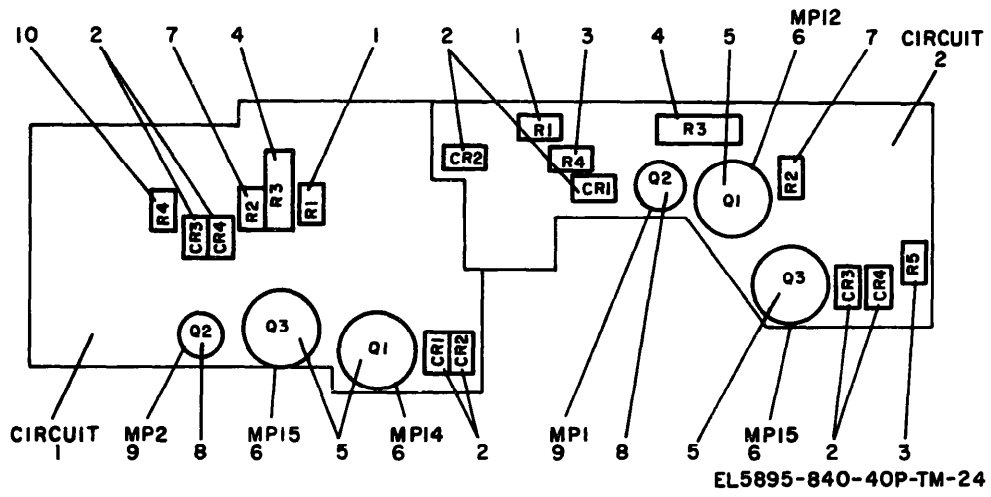 MP12
10 2 7 4 1 2 1 3 4 5 6 7 CIRCUIT
2
R1 R3
CR2 R4
CR1 Q2 Q1 R2
R4 R2 R3 R1
CR3 CR4
R5
Q3 CR3 CR4
Q2 Q3 Q1 CR1 CR2
CIRCUIT MP2 MP15 MP14 MP1 MP15
1 9 8 6 5 6 2 9 8 5 6 2 3
EL5895-840-40P-TM-24